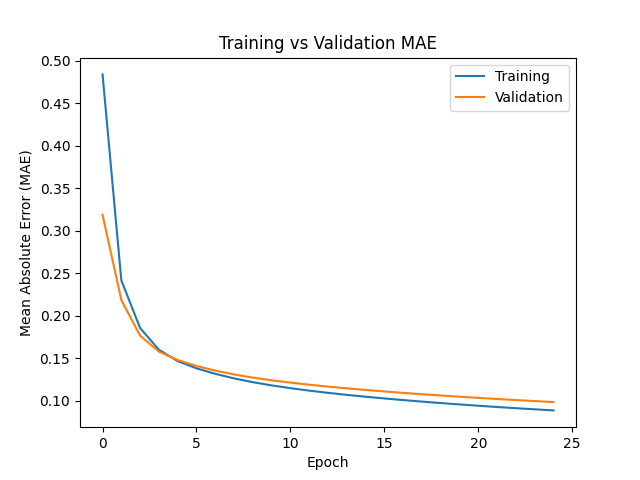 Training vs Validation MAE
Training
Validation
0.50
0.45
0.40
0.35
0.30
0.25
0.20
0.15
0.10
Mean Absolute Error (MAE)
0 5 10 15 20 25
Epoch